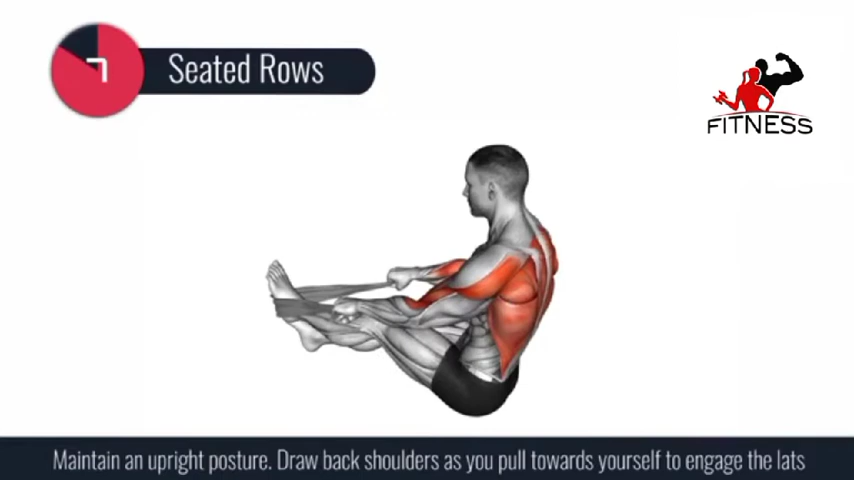 7
Seated Rows
FITNESS
Maintain an upright posture. Draw back shoulders as you pull towards yourself to engage the lats